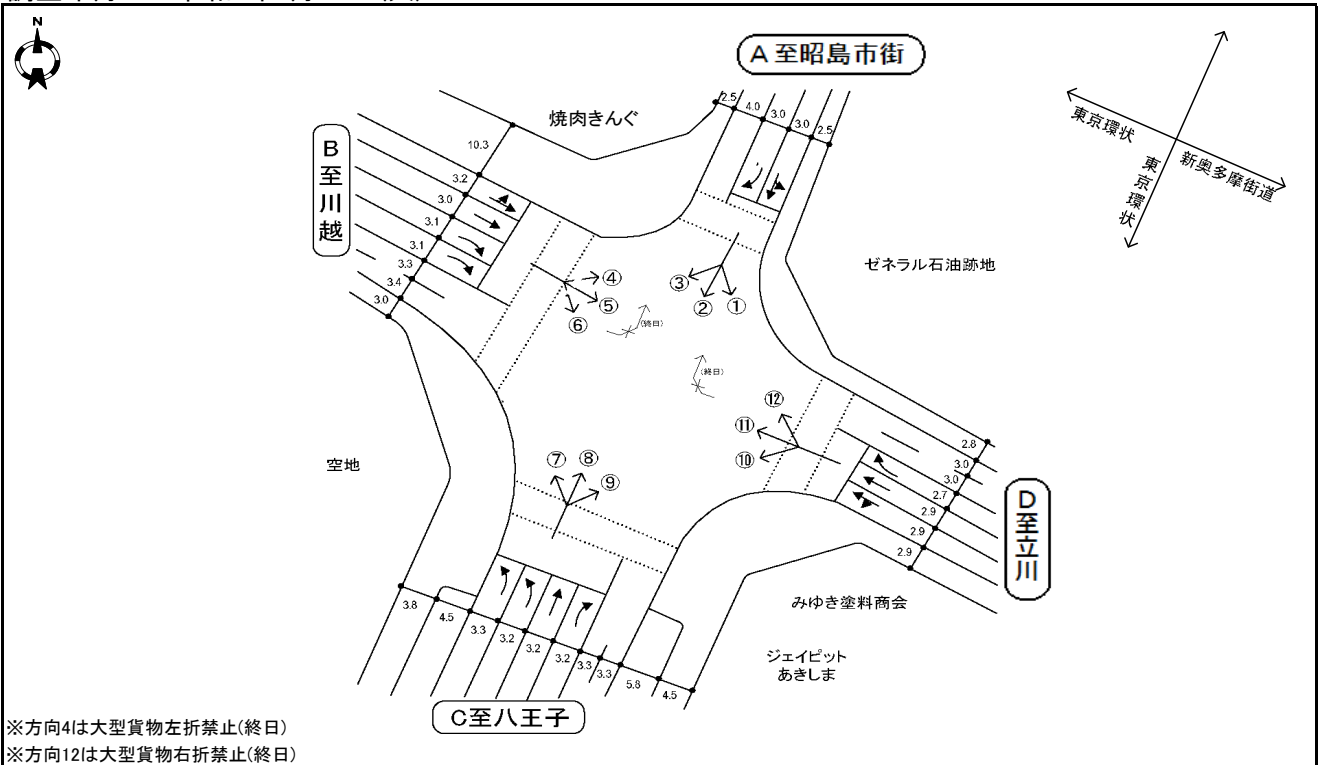 N
A 至昭島市街
焼肉きんぐ
2.5
4.0
3.0
3.0
2.5
東京環状
東京環状
新奥多摩街道
B至川越
10.3
3.2
3.0
3.1
3.1
3.3
3.4
3.0
ゼネラル石油跡地
③
②
①
④
⑤
⑥
(終日)
(終日)
⑫
⑪
⑩
空地
⑦
⑧
⑨
2.8
3.0
3.0
2.7
2.9
2.9
2.9
D至立川
みゆき塗料商会
ジェイピット
あきしま
3.8
4.5
3.3
3.2
3.2
3.2
3.3
3.3
5.8
4.5
C至八王子
※方向4は大型貨物左折禁止(終日)
※方向12は大型貨物右折禁止(終日)